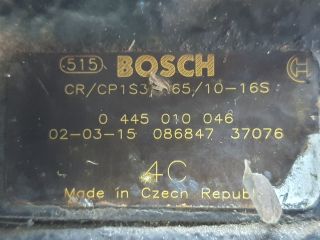 515 BOSCH
CR/CP1S3/ 65/10-16S
0 445 010 046
02-03-15 086847 37076
4C
Made in Czech Republic